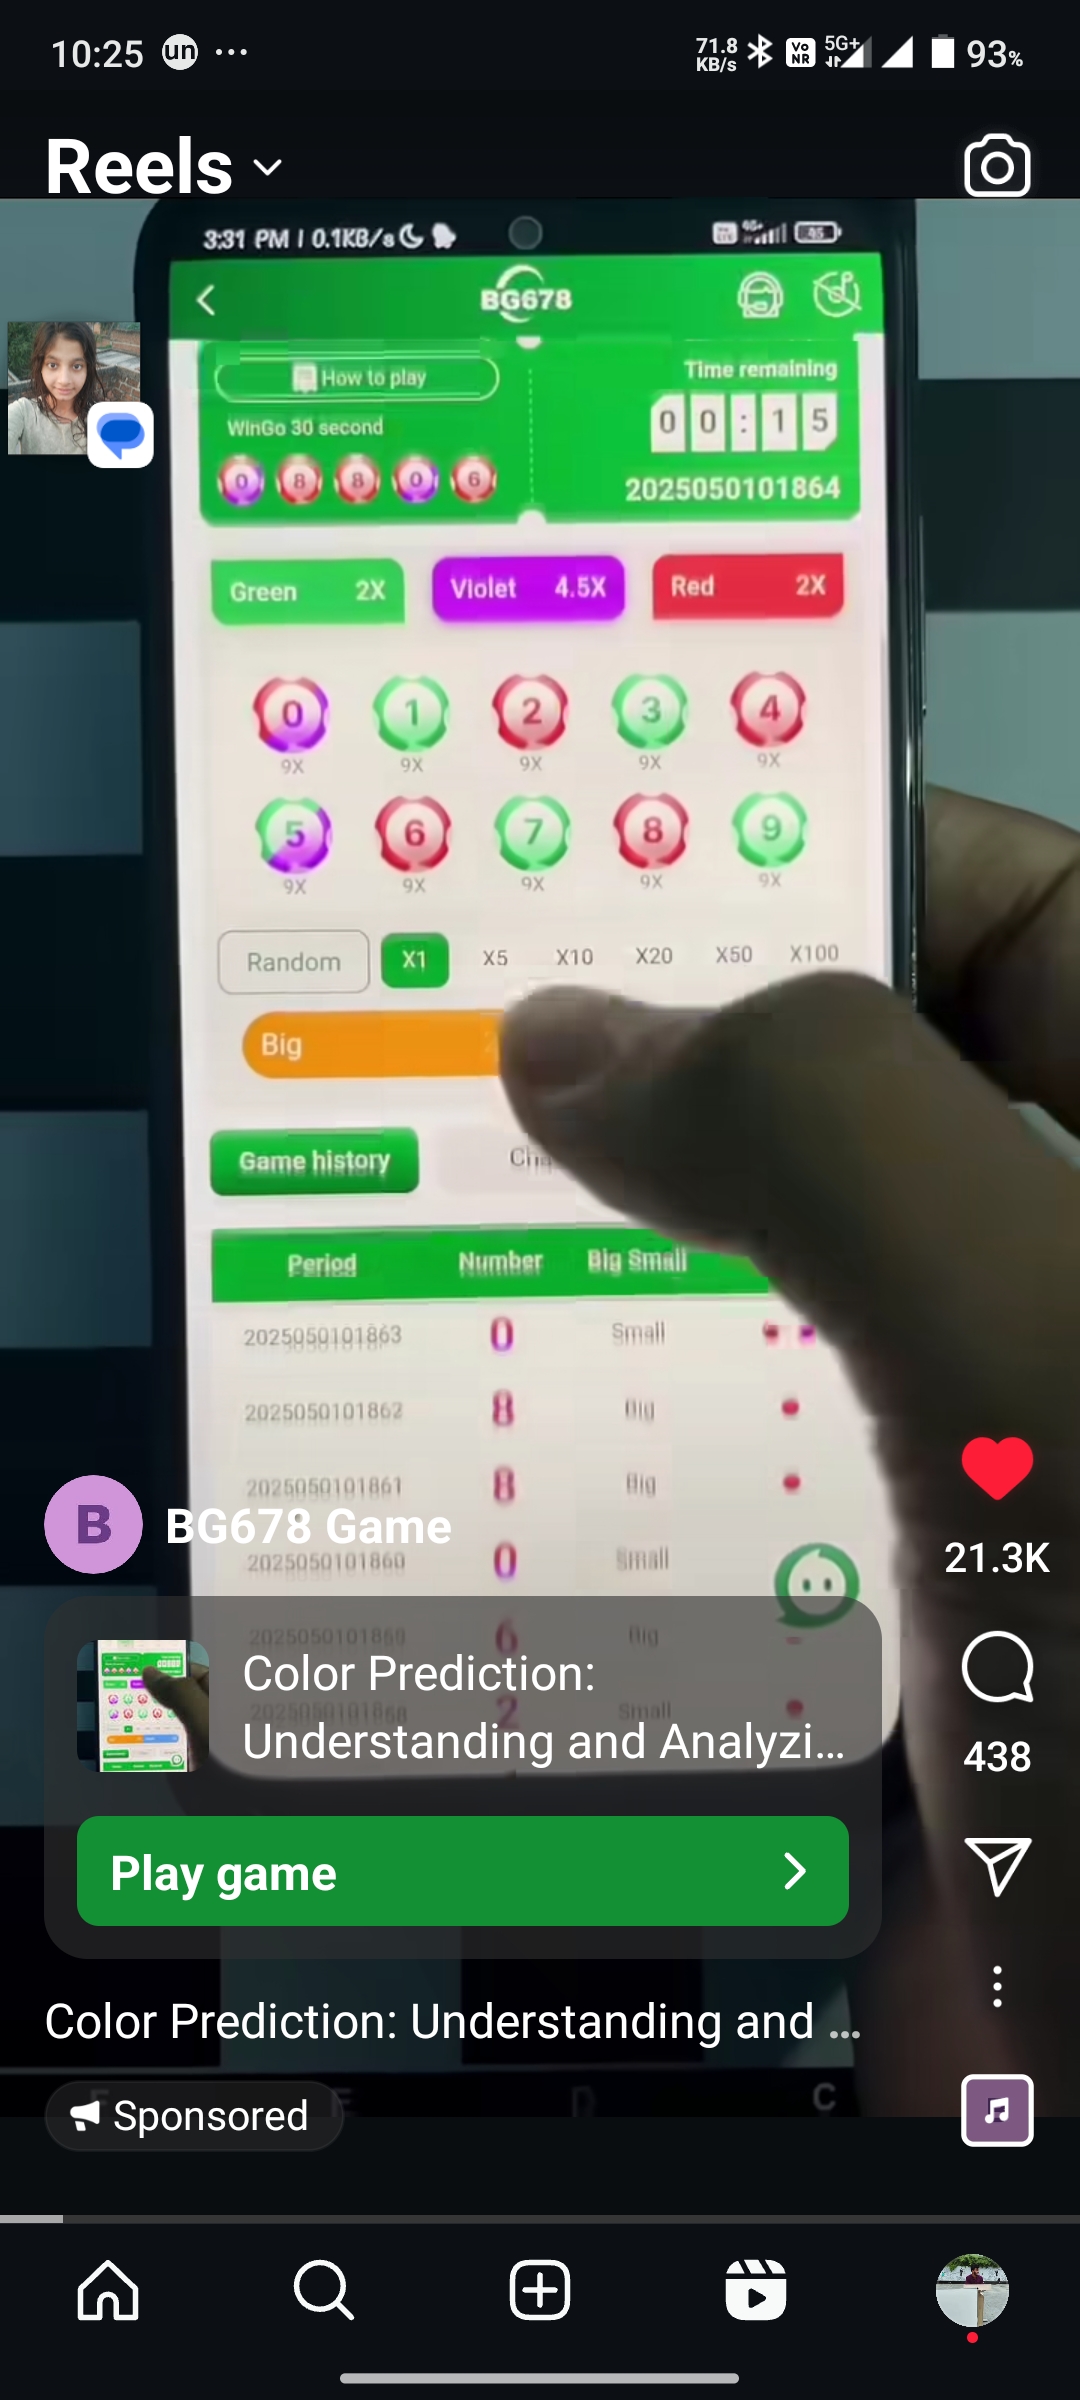 10:25 un ...
71.8 KB/s Vo NR 5G+ 93%
Reels
3:31 PM | 0.1KB/s 4G+ 85
BG678
How to play
Time remaining
WinGo 30 second
0 0 : 1 5
0 8 8 0 6
2025050101864
Green 2X Violet 4.5X Red 2X
0 1 2 3 4
9X 9X 9X 9X 9X
5 6 7 8 9
9X 9X 9X 9X 9X
Random X1 X5 X10 X20 X50 X100
Big
Game history
Period Number Big Small
2025050101863 0 Small
2025050101862 8 Big
2025050101861 8 Big
B BG678 Game
2025050101860 0 Small
21.3K
6 Big
2 Small
Color Prediction:
Understanding and Analyzi...
438
Play game
Color Prediction: Understanding and ...
Sponsored
C